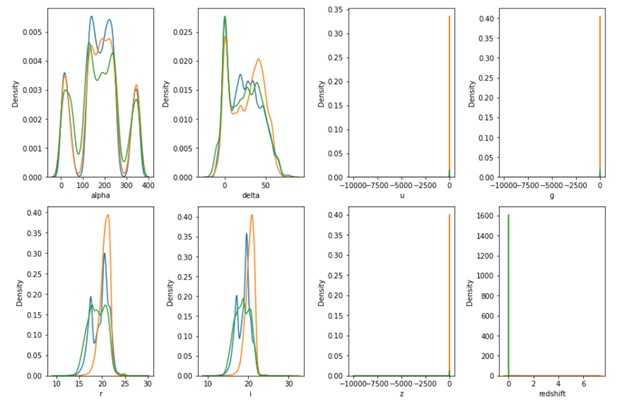 0.005
0.004
0.003
0.002
0.001
0.000
Density
0 100 200 300 400
alpha
0.025
0.020
0.015
0.010
0.005
0.000
Density
0 50
delta
0.35
0.30
0.25
0.20
0.15
0.10
0.05
0.00
Density
−10000 −7500 −5000 −2500 0
u
0.40
0.35
0.30
0.25
0.20
0.15
0.10
0.05
0.00
Density
−10000 −7500 −5000 −2500 0
g
0.40
0.35
0.30
0.25
0.20
0.15
0.10
0.05
0.00
Density
10 15 20 25 30
r
0.40
0.35
0.30
0.25
0.20
0.15
0.10
0.05
0.00
Density
10 20 30
i
0.40
0.35
0.30
0.25
0.20
0.15
0.10
0.05
0.00
Density
−10000 −7500 −5000 −2500 0
z
1600
1400
1200
1000
800
600
400
200
0
Density
0 2 4 6
redshift